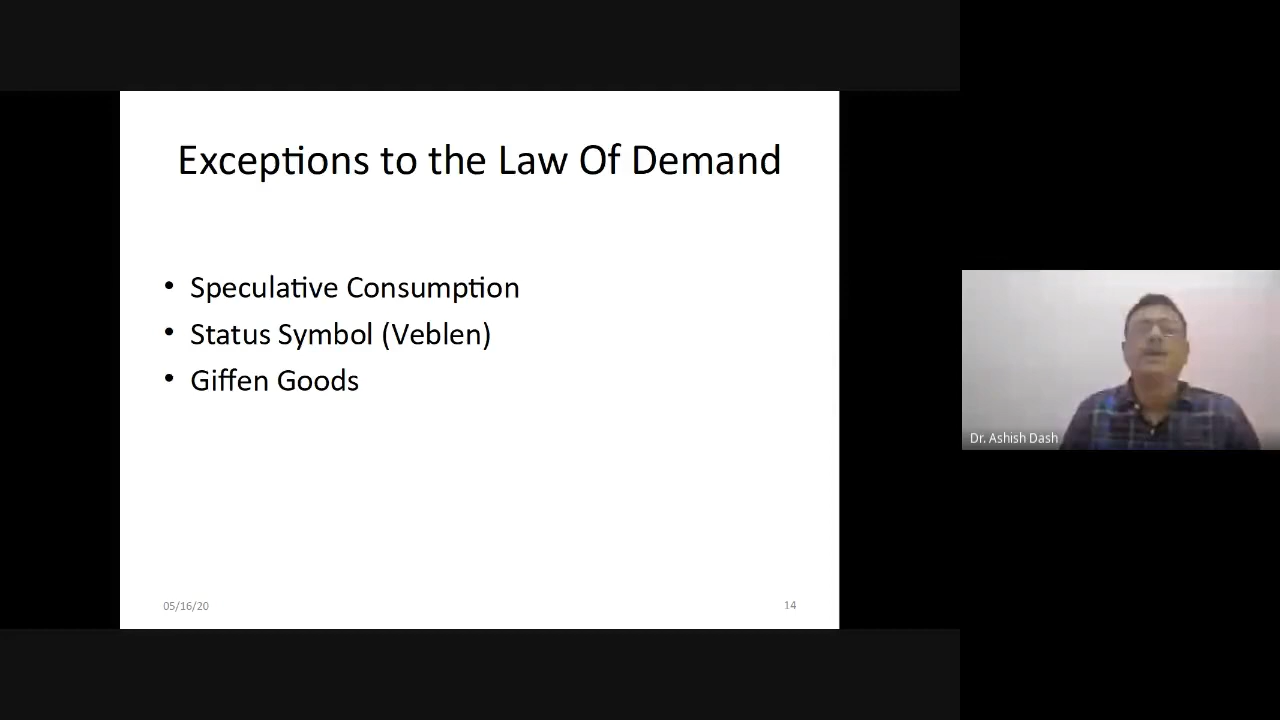 Exceptions to the Law Of Demand
• Speculative Consumption
• Status Symbol (Veblen)
• Giffen Goods
05/16/20
14
Dr. Ashish Dash